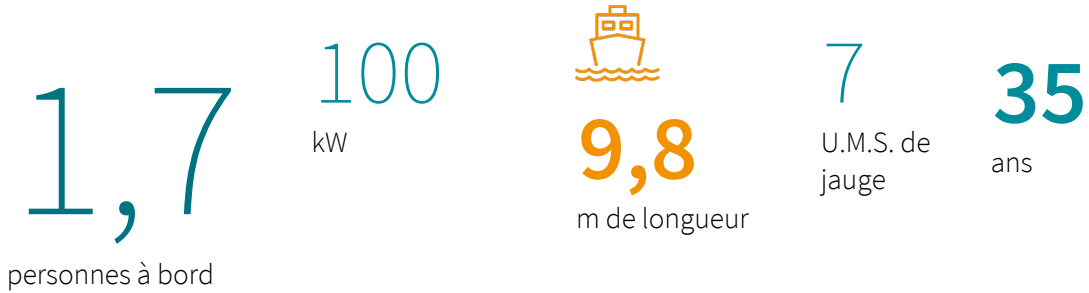 1,7
personnes à bord
100
kW
9,8
m de longueur
7
U.M.S. de
jauge
35
ans